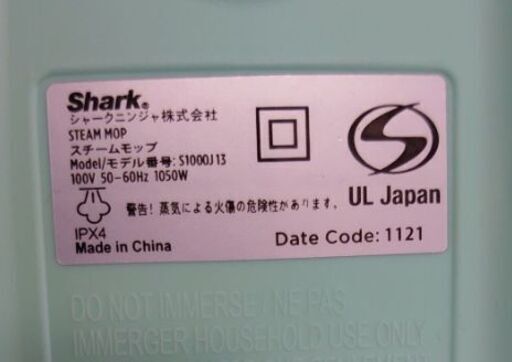 Shark®
シャークニンジャ株式会社
STEAM MOP
スチームモップ
Model/モデル番号: S1000J13
100V 50-60Hz 1050W
警告! 蒸気による火傷の危険性があります。
IPX4
Made in China
UL Japan
Date Code: 1121
DO NOT IMMERSE / NE PAS
IMMERGER HOUSEHOLD USE ONLY